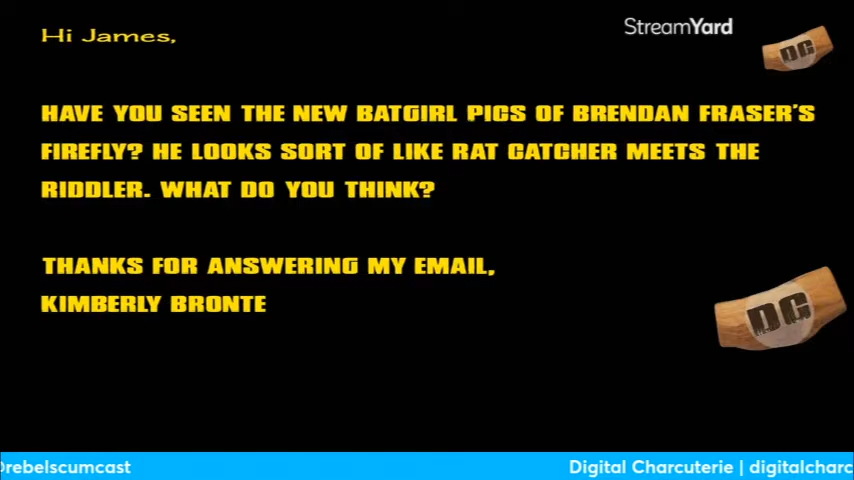 Hi James,
StreamYard
DG
HAVE YOU SEEN THE NEW BATGIRL PICS OF BRENDAN FRASER'S
FIREFLY? HE LOOKS SORT OF LIKE RAT CATCHER MEETS THE
RIDDLER. WHAT DO YOU THINK?
THANKS FOR ANSWERING MY EMAIL,
KIMBERLY BRONTE
DG
@rebelscumcast Digital Charcuterie | digitalcharc